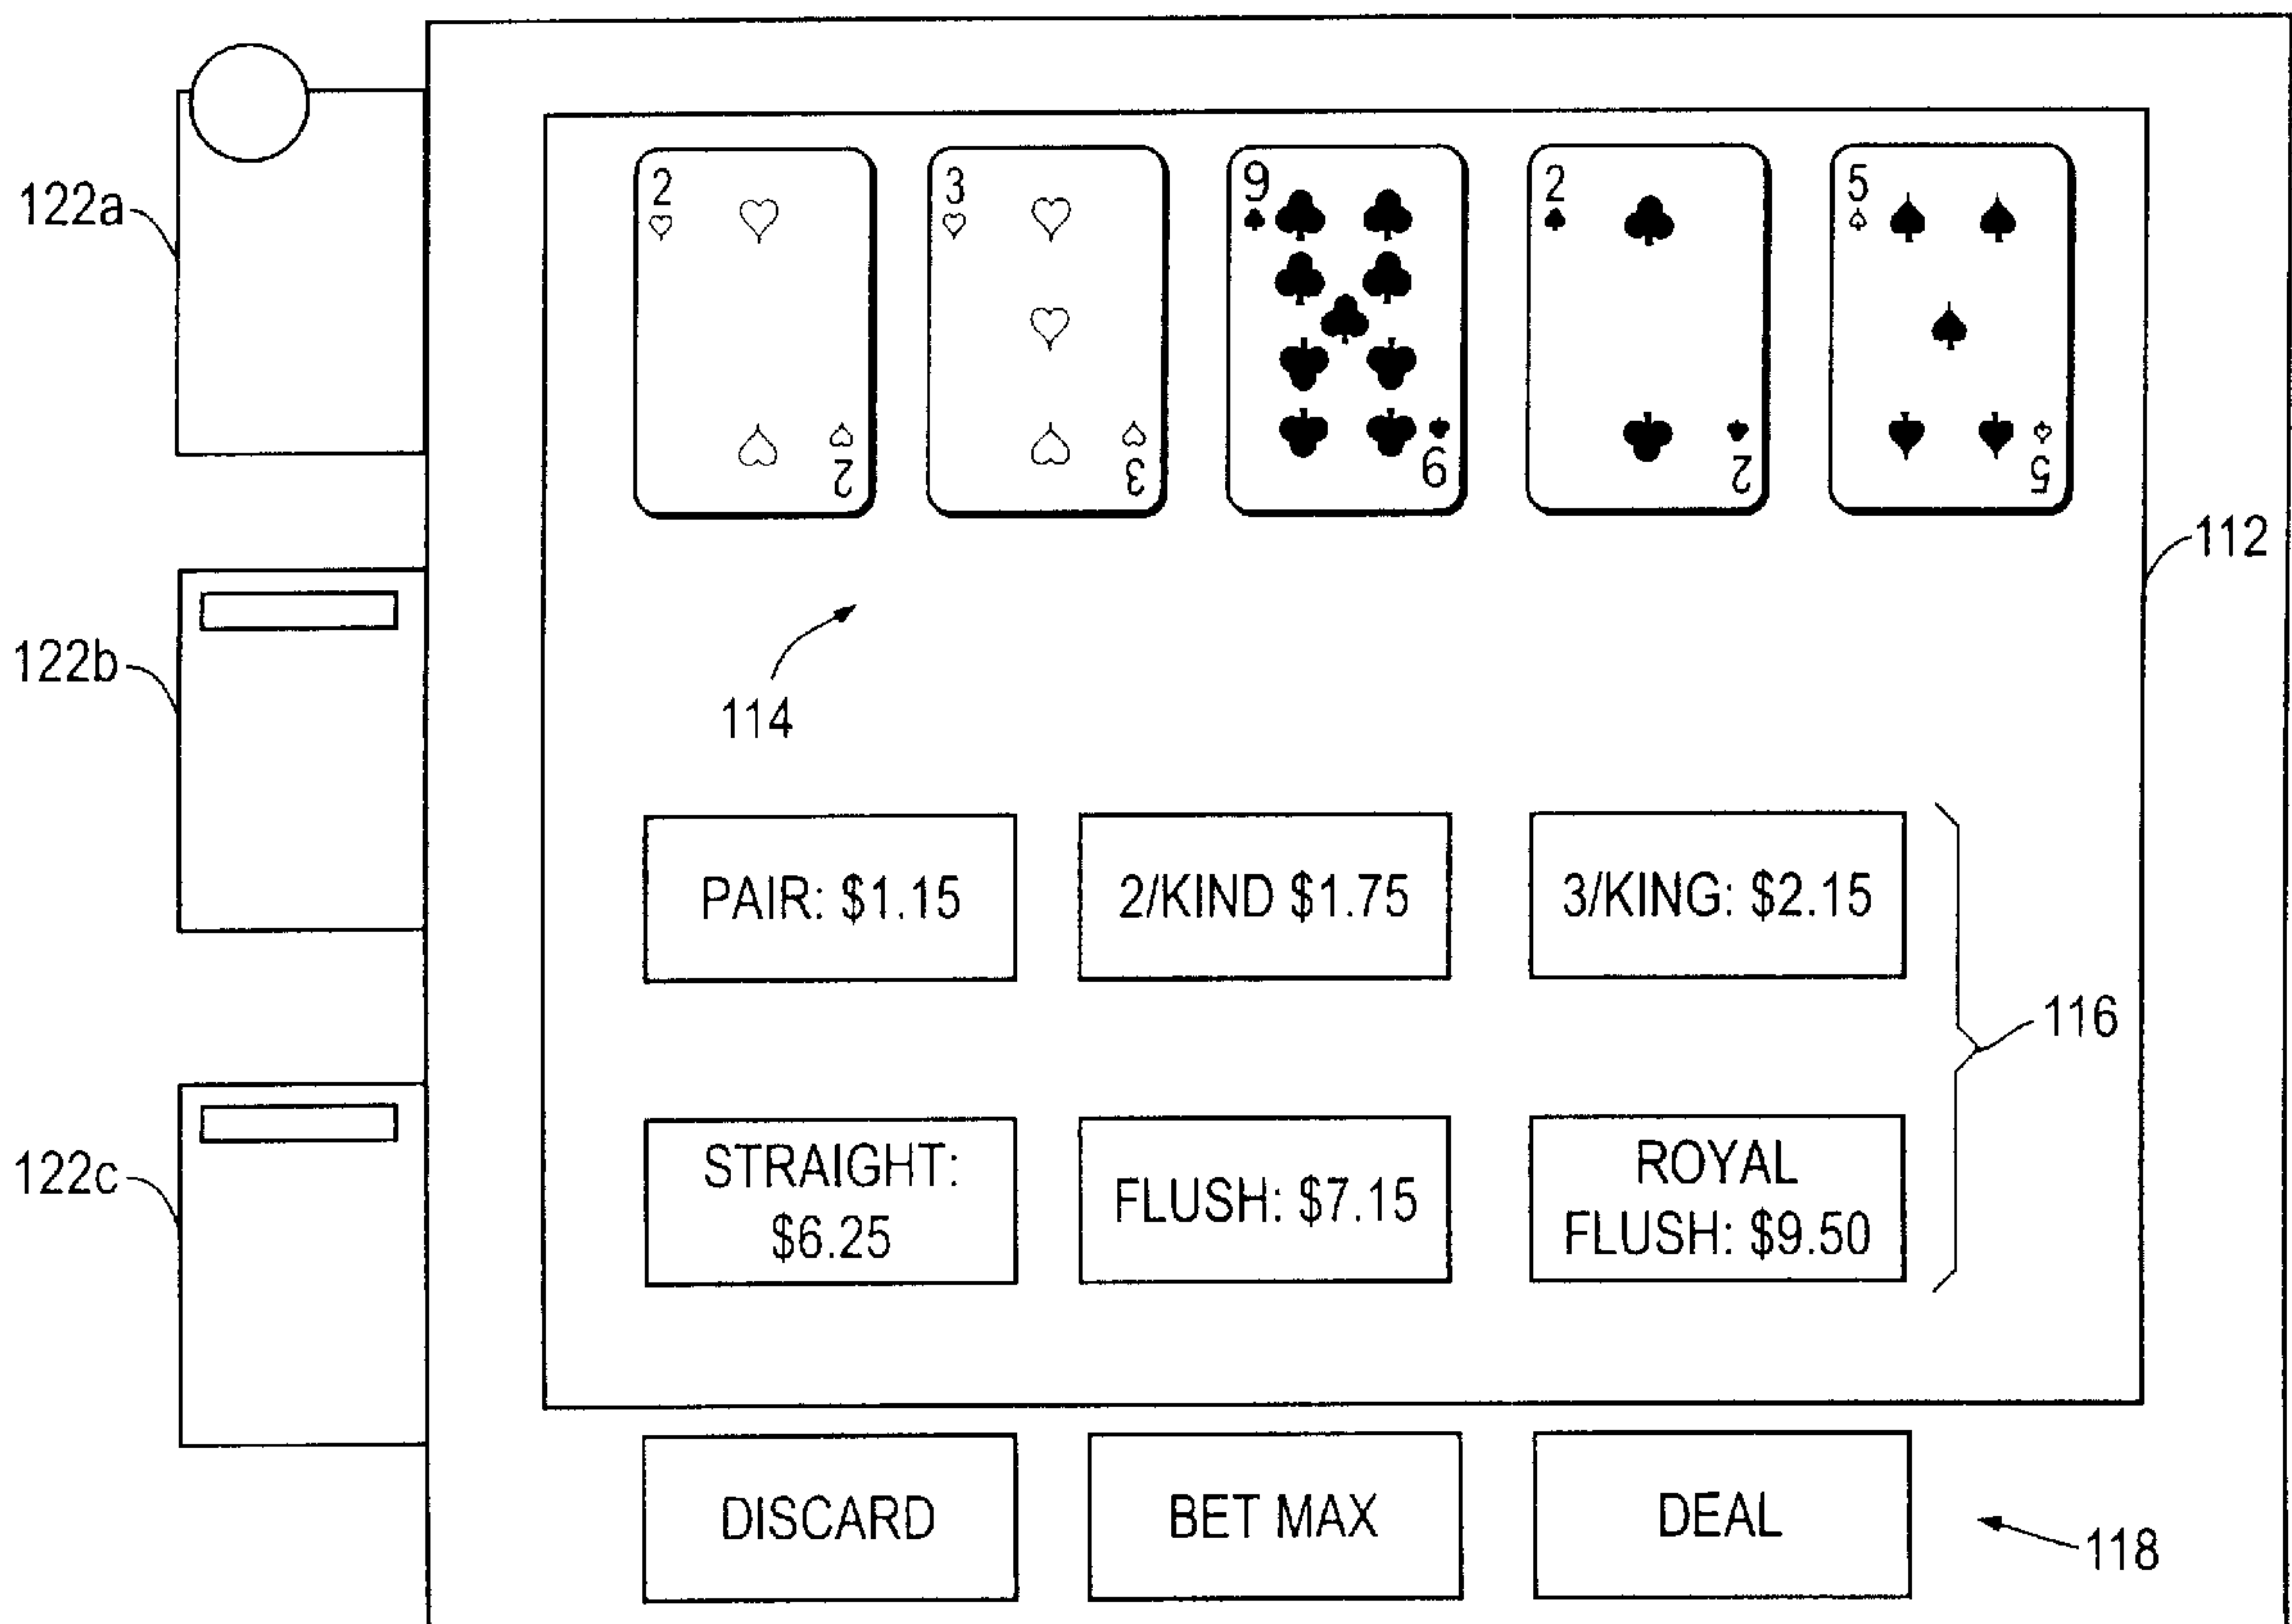 2 3 9 2 5
122a
2 3 9 2 5
112
122b
114
PAIR: $1.15
2/KIND $1.75
3/KING: $2.15
116
STRAIGHT:
$6.25
FLUSH: $7.15
ROYAL
FLUSH: $9.50
122c
DISCARD
BET MAX
DEAL
118